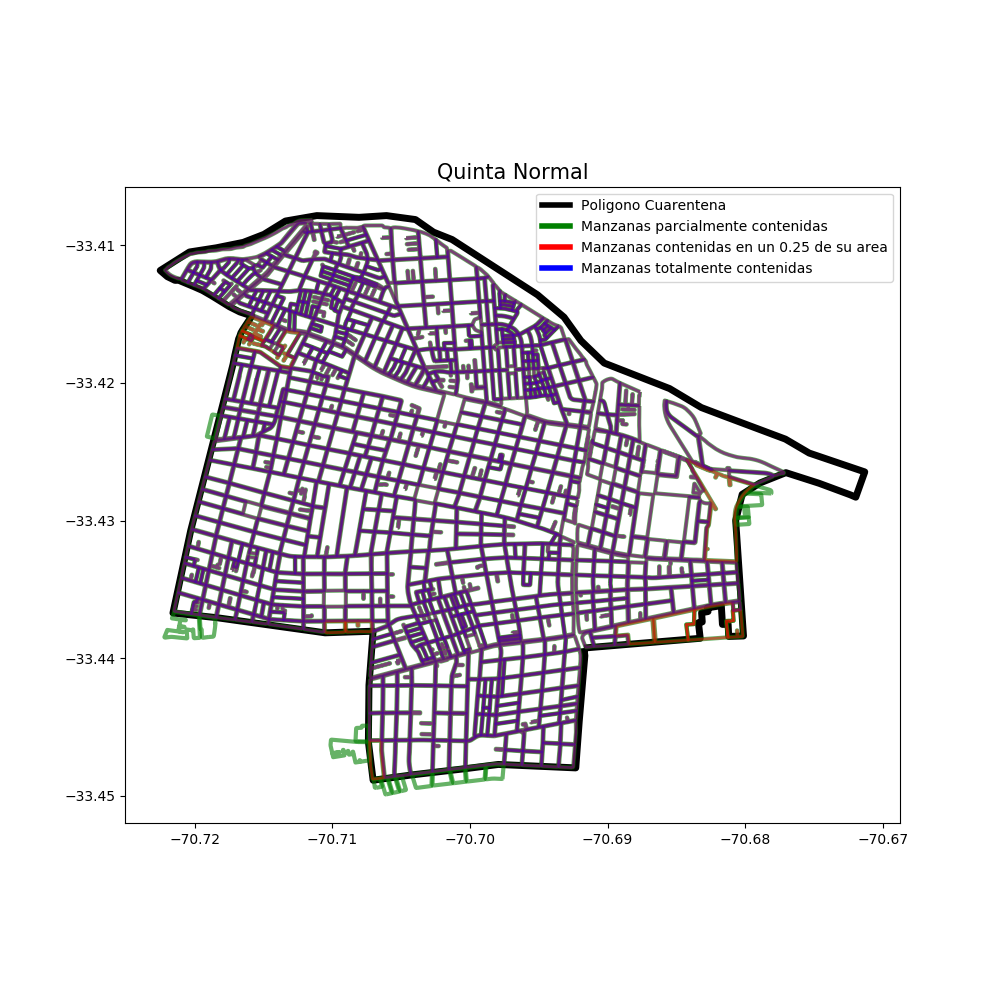 Quinta Normal
Poligono Cuarentena
Manzanas parcialmente contenidas
Manzanas contenidas en un 0.25 de su area
Manzanas totalmente contenidas
−33.41
−33.42
−33.43
−33.44
−33.45
−70.72 −70.71 −70.70 −70.69 −70.68 −70.67